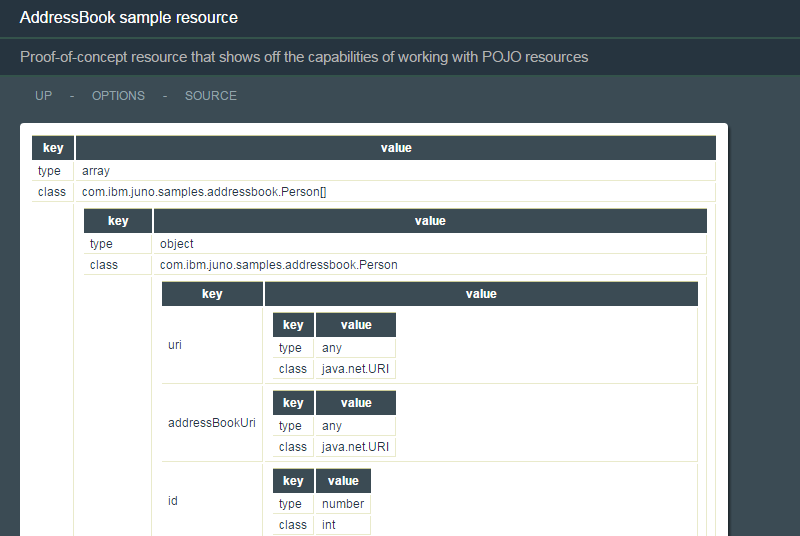 AddressBook sample resource
Proof-of-concept resource that shows off the capabilities of working with POJO resources
UP - OPTIONS - SOURCE
key value
type array
class com.ibm.juno.samples.addressbook.Person[]
key value
type object
class com.ibm.juno.samples.addressbook.Person
key value
uri
key value
type any
class java.net.URI
addressBookUri
key value
type any
class java.net.URI
id
key value
type number
class int